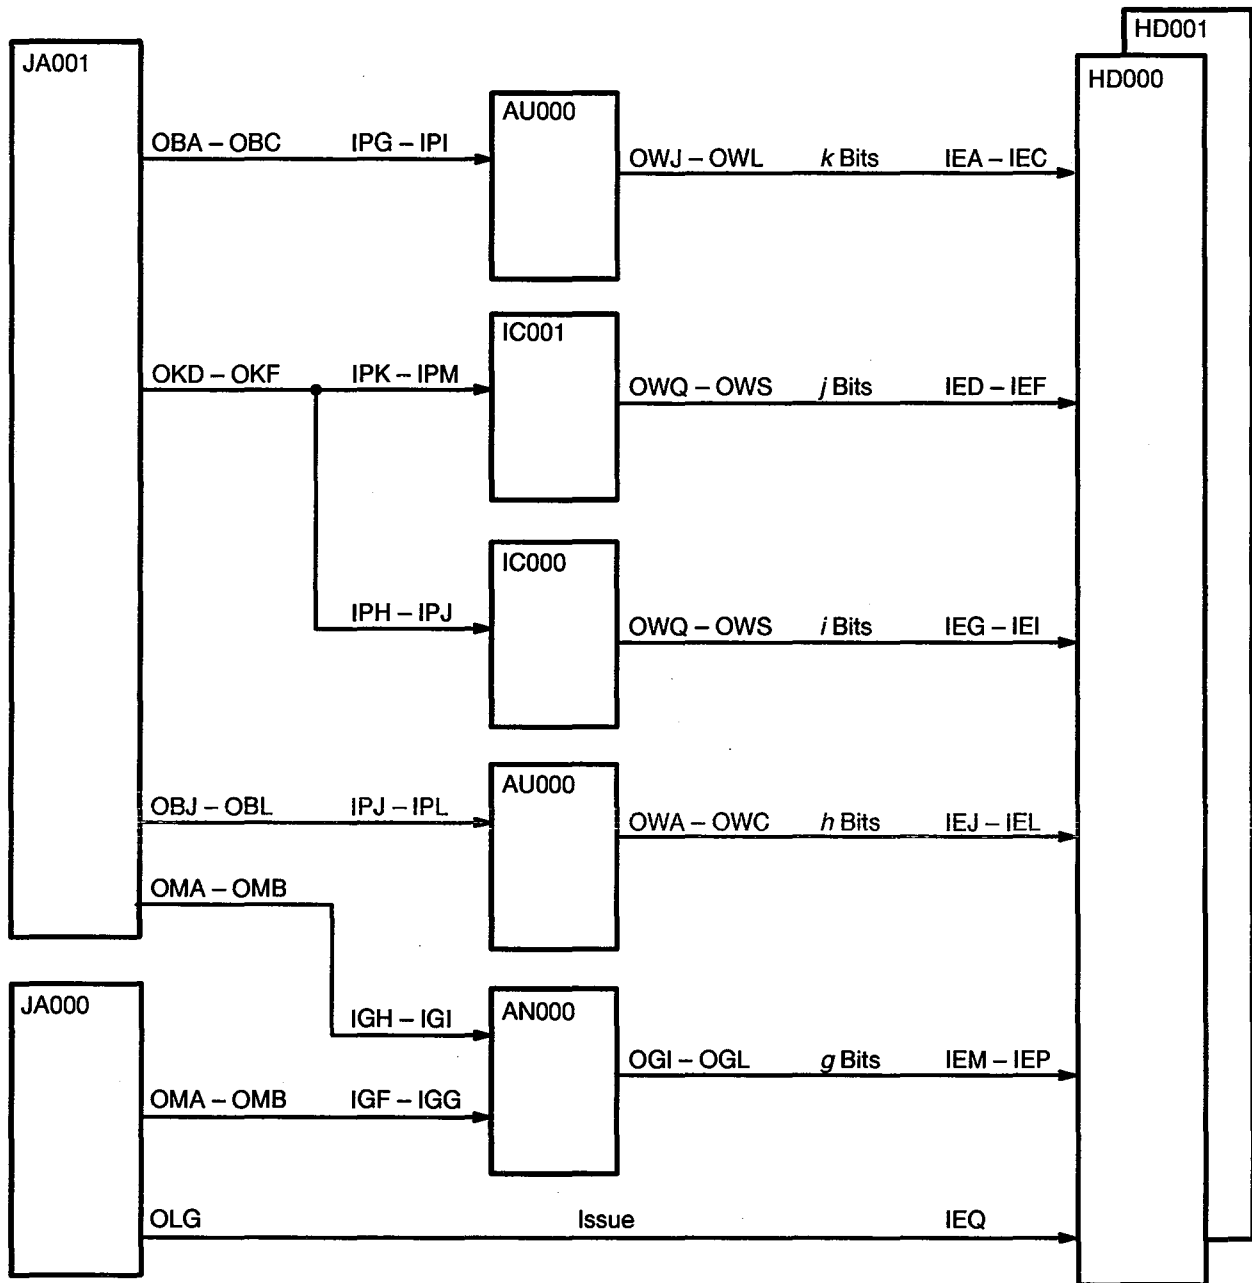 HD001
JA001
HD000
AU000
OBA – OBC IPG – IPI
OWJ – OWL k Bits IEA – IEC
IC001
OKD – OKF IPK – IPM
OWQ – OWS j Bits IED – IEF
IC000
IPH – IPJ
OWQ – OWS i Bits IEG – IEI
AU000
OBJ – OBL IPJ – IPL
OWA – OWC h Bits IEJ – IEL
OMA – OMB
JA000
AN000
IGH – IGI
OGI – OGL g Bits IEM – IEP
OMA – OMB IGF – IGG
OLG Issue IEQ